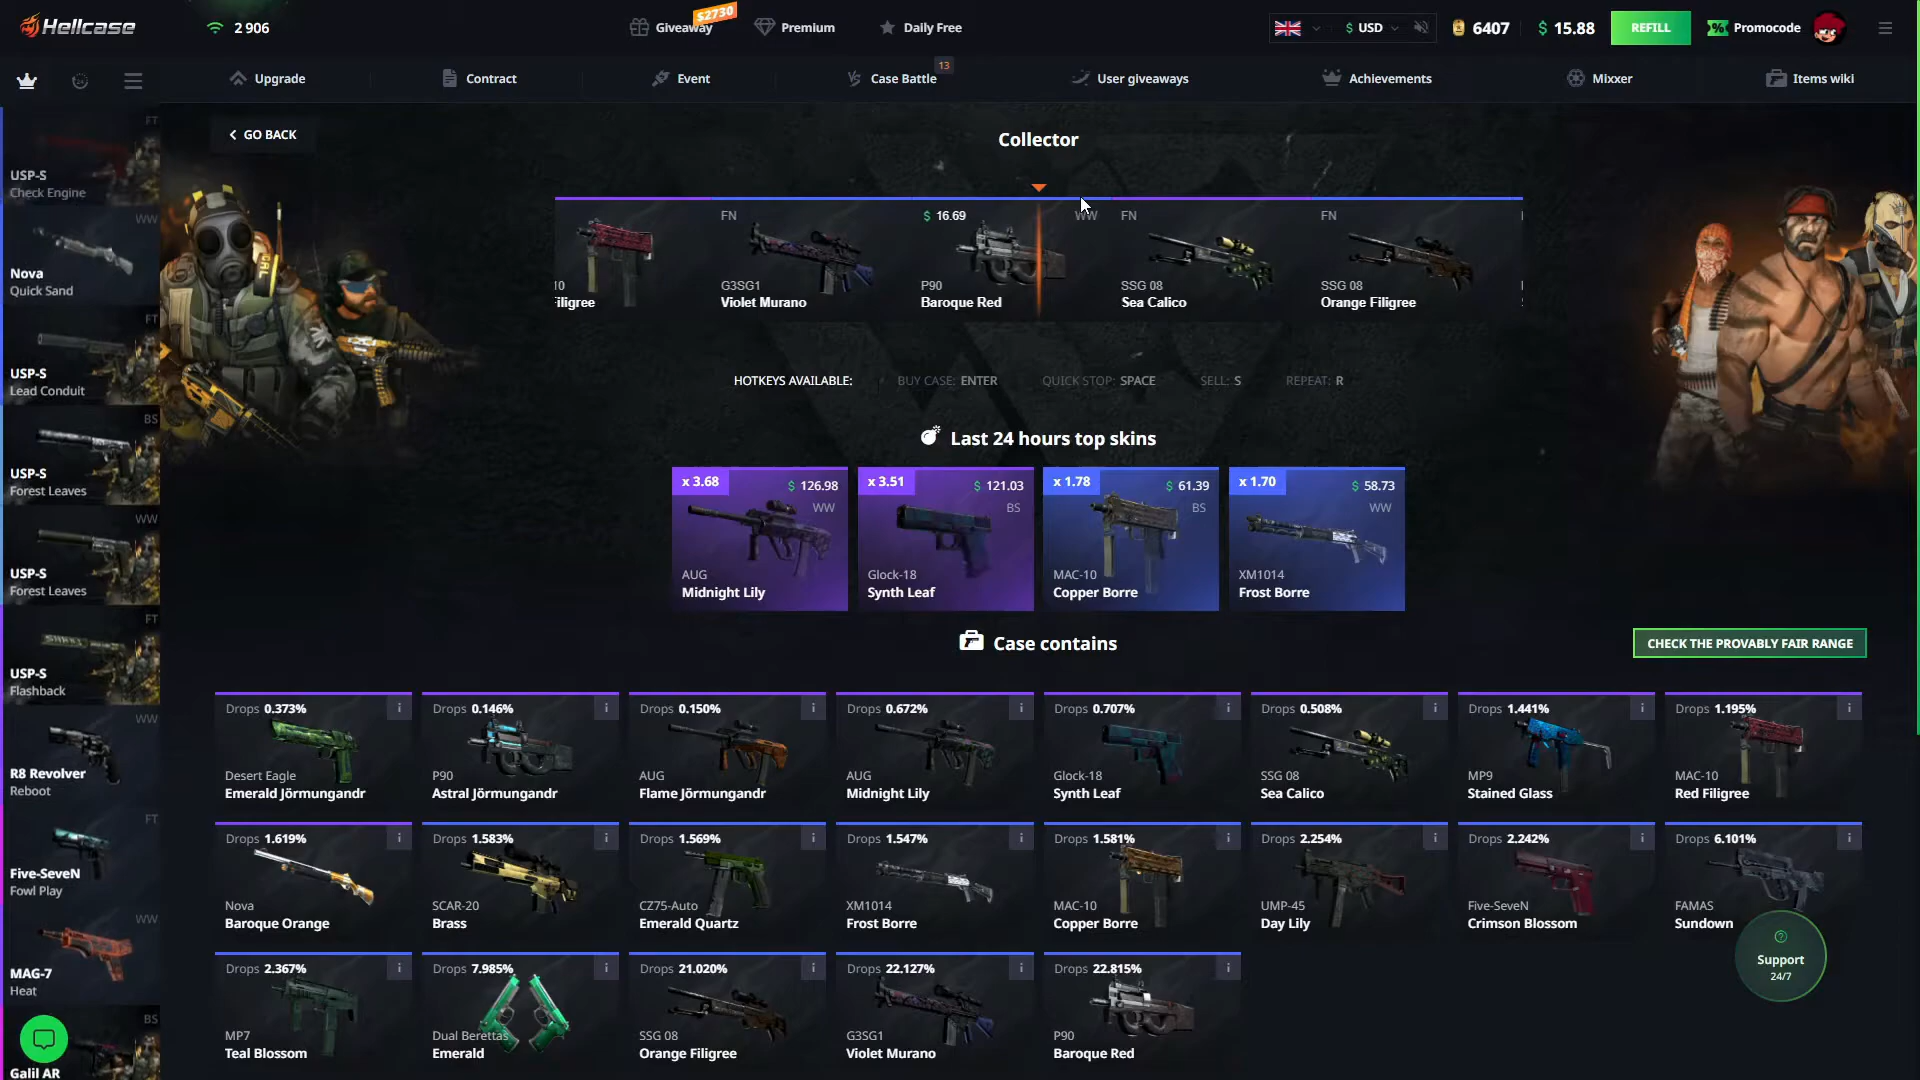 Hellcase
2 906
Giveaway
$2730
Premium
Daily Free
$ USD
6407
$ 15.88
REFILL
Promocode
Upgrade
Contract
Event
Case Battle
13
User giveaways
Achievements
Mixxer
Items wiki
GO BACK
Collector
FT
USP-S
Check Engine
WW
Nova
Quick Sand
FT
USP-S
Lead Conduit
BS
USP-S
Forest Leaves
WW
USP-S
Forest Leaves
FT
USP-S
Flashback
WW
R8 Revolver
Reboot
FT
Five-SeveN
Fowl Play
WW
MAG-7
Heat
BS
Galil AR
10
Filigree
FN
G3SG1
Violet Murano
$ 16.69
WW
P90
Baroque Red
FN
SSG 08
Sea Calico
FN
SSG 08
Orange Filigree
HOTKEYS AVAILABLE:
BUY CASE: ENTER
QUICK STOP: SPACE
SELL: S
REPEAT: R
Last 24 hours top skins
x 3.68
$ 126.98
WW
AUG
Midnight Lily
x 3.51
$ 121.03
BS
Glock-18
Synth Leaf
x 1.78
$ 61.39
BS
MAC-10
Copper Borre
x 1.70
$ 58.73
WW
XM1014
Frost Borre
Case contains
CHECK THE PROVABLY FAIR RANGE
Drops 0.373%
Desert Eagle
Emerald Jörmungandr
Drops 0.146%
P90
Astral Jörmungandr
Drops 0.150%
AUG
Flame Jörmungandr
Drops 0.672%
AUG
Midnight Lily
Drops 0.707%
Glock-18
Synth Leaf
Drops 0.508%
SSG 08
Sea Calico
Drops 1.441%
MP9
Stained Glass
Drops 1.195%
MAC-10
Red Filigree
Drops 1.619%
Nova
Baroque Orange
Drops 1.583%
SCAR-20
Brass
Drops 1.569%
CZ75-Auto
Emerald Quartz
Drops 1.547%
XM1014
Frost Borre
Drops 1.581%
MAC-10
Copper Borre
Drops 2.254%
UMP-45
Day Lily
Drops 2.242%
Five-SeveN
Crimson Blossom
Drops 6.101%
FAMAS
Sundown
Drops 2.367%
MP7
Teal Blossom
Drops 7.985%
Dual Berettas
Emerald
Drops 21.020%
SSG 08
Orange Filigree
Drops 22.127%
G3SG1
Violet Murano
Drops 22.815%
P90
Baroque Red
Support
24/7